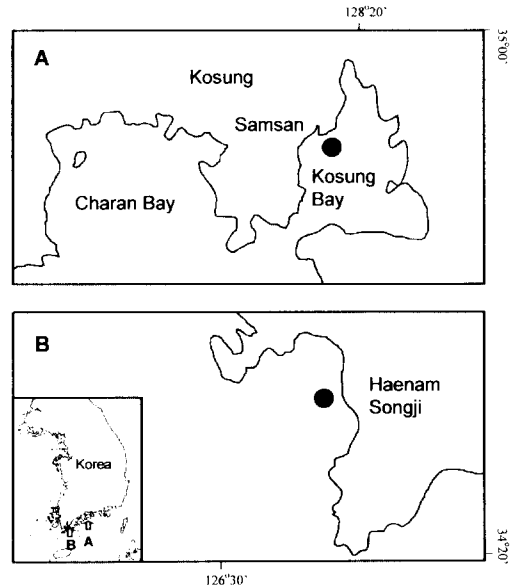 128°20'
35°00'
A
Kosung
Samsan
Charan Bay
Kosung
Bay
B
Haenam
Songji
Korea
B
A
126°30'
34°20'